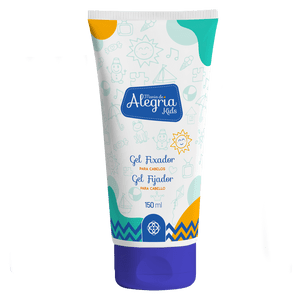 Alegria
Kids
Gel Fixador
PARA CABELOS
Gel Fijador
PARA CABELLO
150 ml